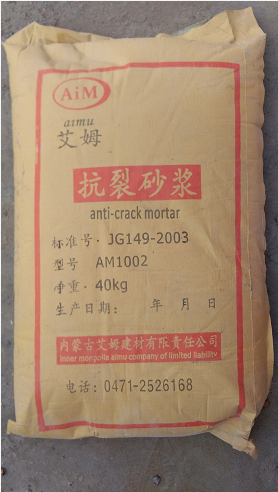 AiM
aimu
艾姆
抗裂砂浆
anti-crack mortar
标准号·JG149-2003
型号 AM1002
净重·40kg
生产日期： 年 月 日
内蒙古艾姆建材有限责任公司
inner mongolia aimu company of limited liability
电话：0471-2526168